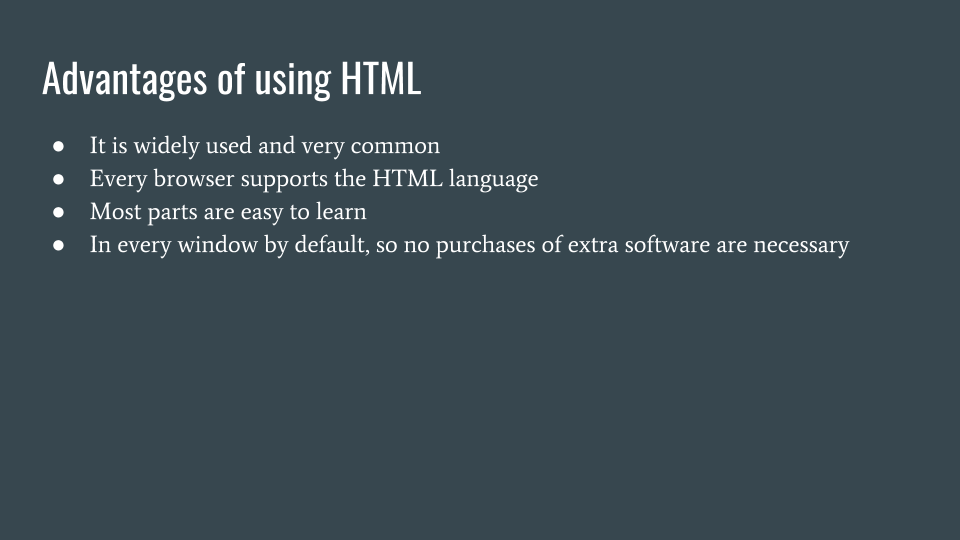 Advantages of using HTML
● It is widely used and very common
● Every browser supports the HTML language
● Most parts are easy to learn
● In every window by default, so no purchases of extra software are necessary